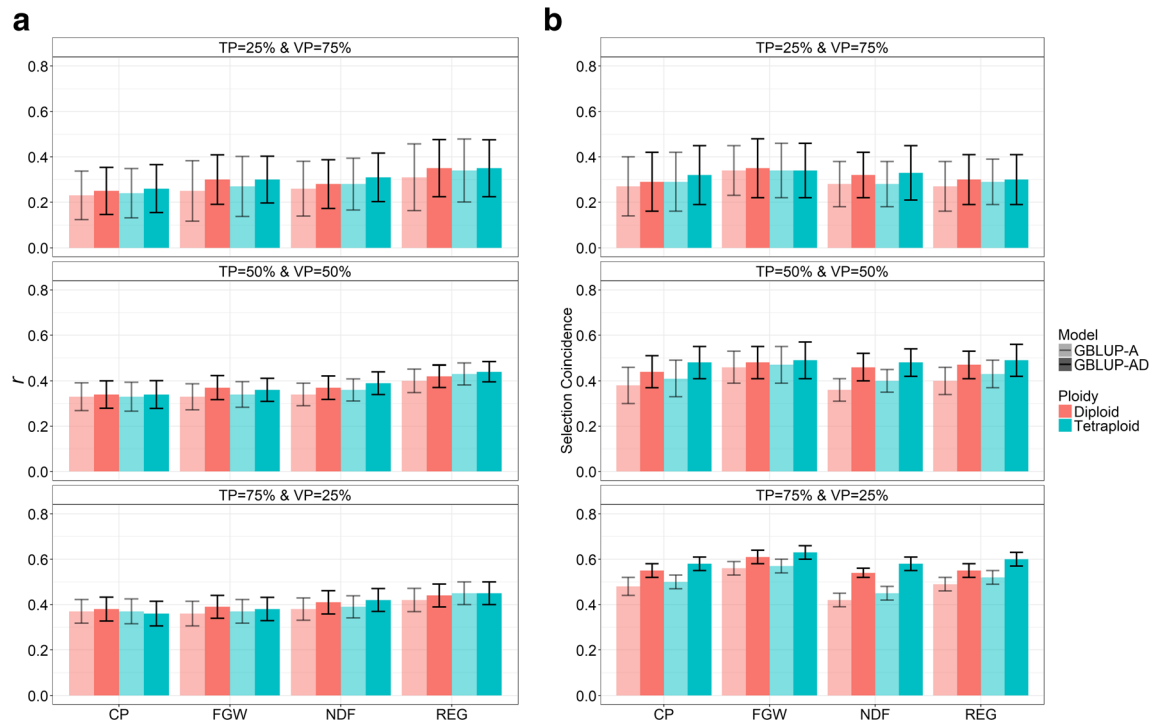 a
TP=25% & VP=75%
0.8
0.6
0.4
0.2
0.0
TP=50% & VP=50%
0.8
0.6
0.4
0.2
0.0
TP=75% & VP=25%
0.8
0.6
0.4
0.2
0.0
r
CP FGW NDF REG
b
TP=25% & VP=75%
0.8
0.6
0.4
0.2
0.0
TP=50% & VP=50%
0.8
0.6
0.4
0.2
0.0
TP=75% & VP=25%
0.8
0.6
0.4
0.2
0.0
Selection Coincidence
CP FGW NDF REG
Model
GBLUP-A
GBLUP-AD
Ploidy
Diploid
Tetraploid